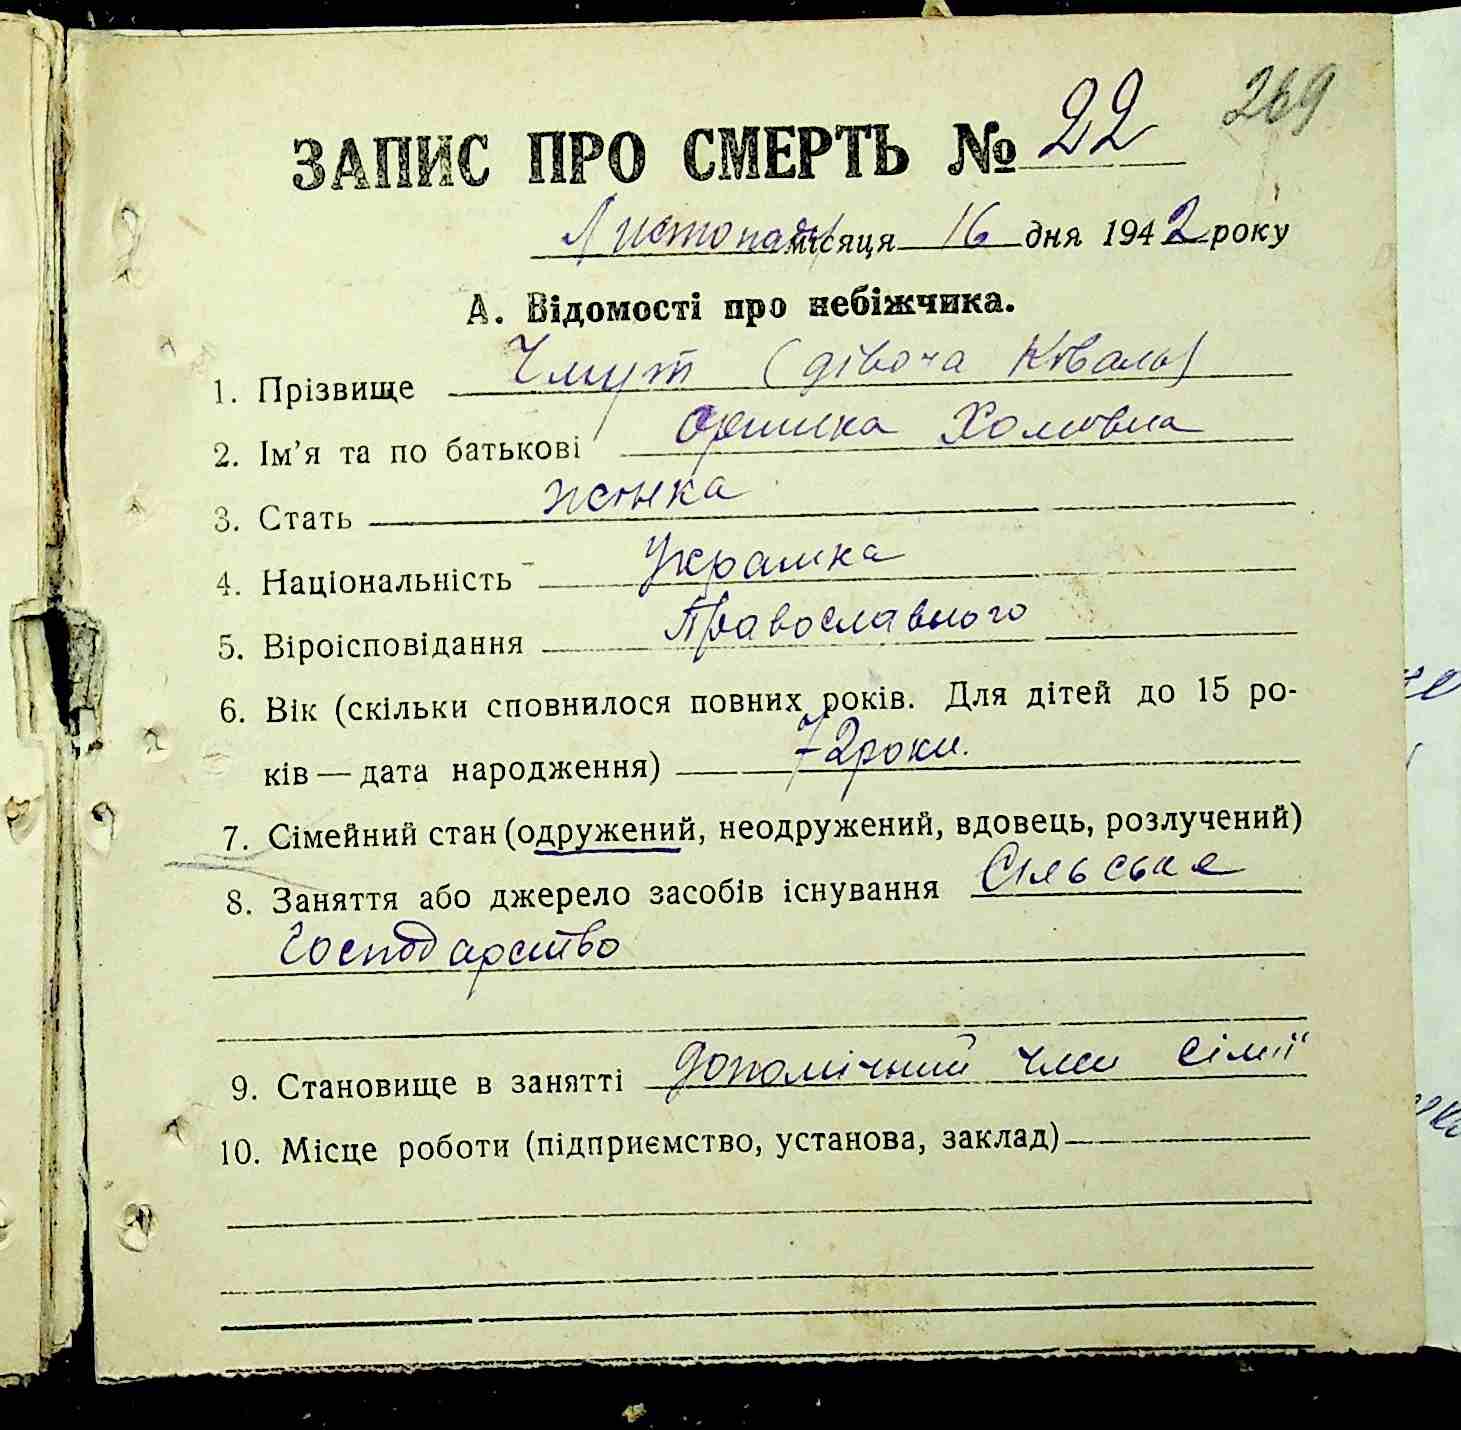 269
ЗАПИС ПРО СМЕРТЬ № 22
Листопада місяця 16 дня 1942 року
А. Відомості про небіжчика.
1. Прізвище Чмут (дівоча Коваль)
2. Ім'я та по батькові Оришка Хомовна
3. Стать жінка
4. Національність Українка
5. Віроісповідання Православного
6. Вік (скільки сповнилося повних років. Для дітей до 15 ро-
ків — дата народження) 72 роки.
7. Сімейний стан (одружений, неодружений, вдовець, розлучений)
8. Заняття або джерело засобів існування Сільське
Господарство
9. Становище в занятті допомічний член сімії
10. Місце роботи (підприємство, установа, заклад)